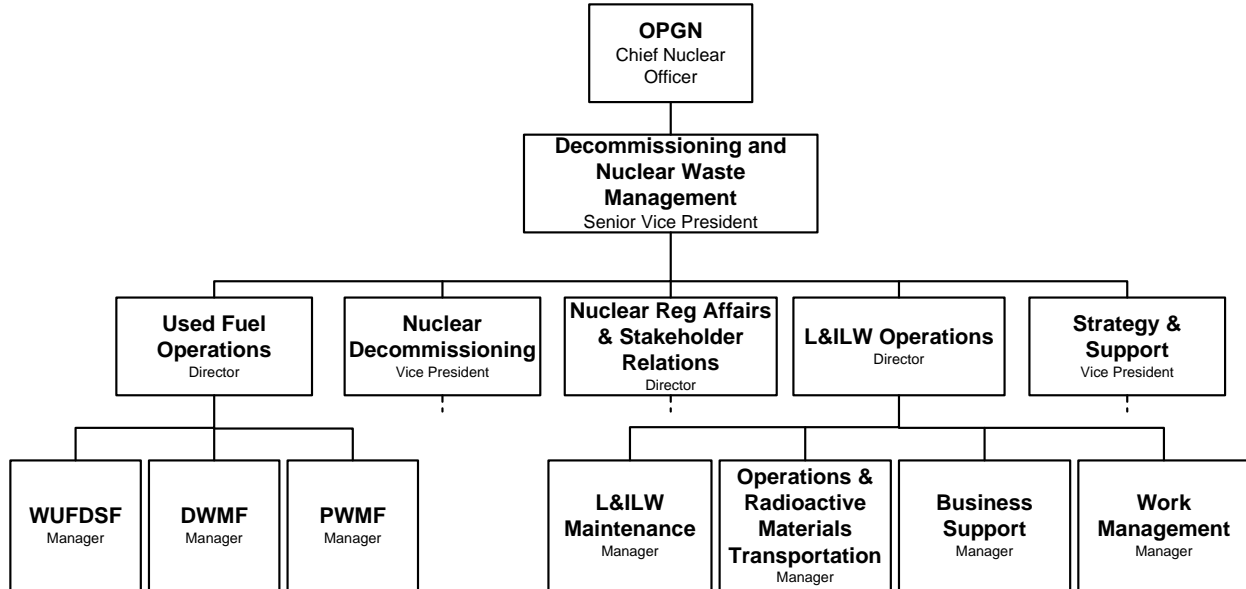 OPGN
Chief Nuclear
Officer
Decommissioning and
Nuclear Waste
Management
Senior Vice President
Used Fuel
Operations
Director
Nuclear
Decommissioning
Vice President
Nuclear Reg Affairs
& Stakeholder
Relations
Director
L&ILW Operations
Director
Strategy &
Support
Vice President
WUFDSF
Manager
DWMF
Manager
PWMF
Manager
L&ILW
Maintenance
Manager
Operations &
Radioactive
Materials
Transportation
Manager
Business
Support
Manager
Work
Management
Manager